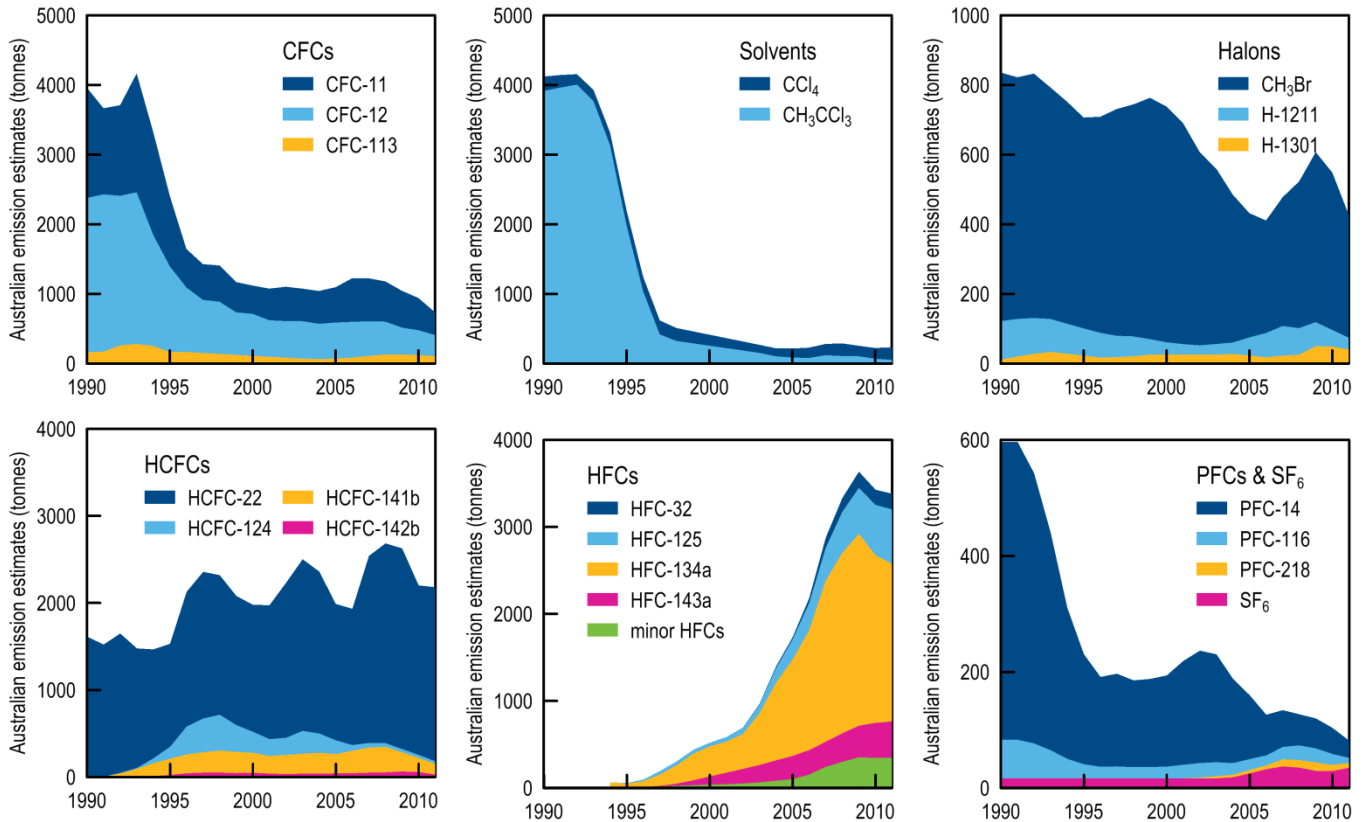 Australian emission estimates (tonnes)
5000
4000
3000
2000
1000
0
1990 1995 2000 2005 2010
CFCs
CFC-11
CFC-12
CFC-113
Australian emission estimates (tonnes)
5000
4000
3000
2000
1000
0
1990 1995 2000 2005 2010
Solvents
CCl₄
CH₃CCl₃
Australian emission estimates (tonnes)
1000
800
600
400
200
0
1990 1995 2000 2005 2010
Halons
CH₃Br
H-1211
H-1301
Australian emission estimates (tonnes)
4000
3000
2000
1000
0
1990 1995 2000 2005 2010
HCFCs
HCFC-22 HCFC-141b
HCFC-124 HCFC-142b
Australian emission estimates (tonnes)
4000
3000
2000
1000
0
1990 1995 2000 2005 2010
HFCs
HFC-32
HFC-125
HFC-134a
HFC-143a
minor HFCs
Australian emission estimates (tonnes)
600
400
200
0
1990 1995 2000 2005 2010
PFCs & SF₆
PFC-14
PFC-116
PFC-218
SF₆